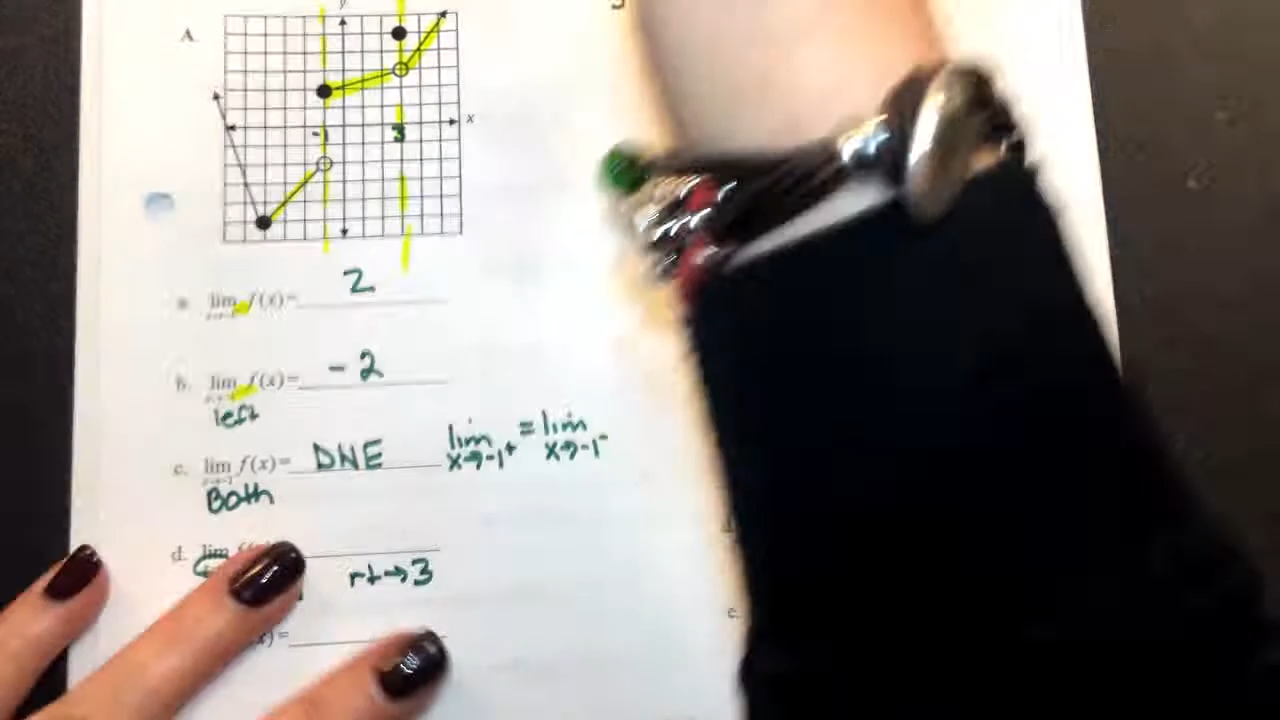 y
A.
x
-1 3
a. lim f(x)= 2
b. lim f(x)= -2
left
c. lim f(x)= DNE lim x→-1⁺ = lim x→-1⁻
Both
d. lim
rt→3
x)=
e.